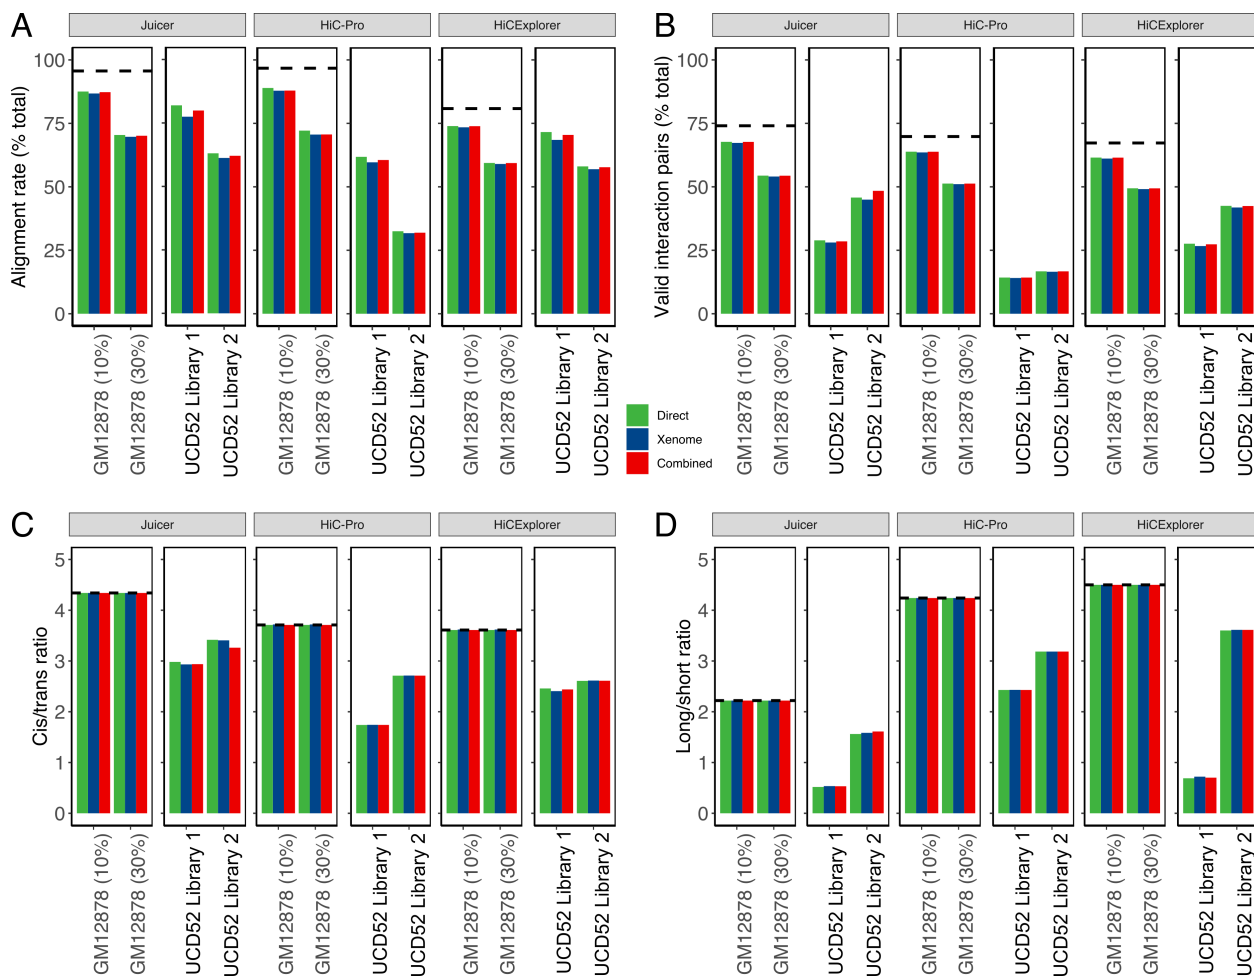 A
Juicer
HiC-Pro
HiCExplorer
Alignment rate (% total)
100
75
50
25
0
GM12878 (10%)
GM12878 (30%)
UCD52 Library 1
UCD52 Library 2
GM12878 (10%)
GM12878 (30%)
UCD52 Library 1
UCD52 Library 2
GM12878 (10%)
GM12878 (30%)
UCD52 Library 1
UCD52 Library 2
B
Juicer
HiC-Pro
HiCExplorer
Valid interaction pairs (% total)
100
75
50
25
0
GM12878 (10%)
GM12878 (30%)
UCD52 Library 1
UCD52 Library 2
GM12878 (10%)
GM12878 (30%)
UCD52 Library 1
UCD52 Library 2
GM12878 (10%)
GM12878 (30%)
UCD52 Library 1
UCD52 Library 2
Direct
Xenome
Combined
C
Juicer
HiC-Pro
HiCExplorer
Cis/trans ratio
5
4
3
2
1
0
GM12878 (10%)
GM12878 (30%)
UCD52 Library 1
UCD52 Library 2
GM12878 (10%)
GM12878 (30%)
UCD52 Library 1
UCD52 Library 2
GM12878 (10%)
GM12878 (30%)
UCD52 Library 1
UCD52 Library 2
D
Juicer
HiC-Pro
HiCExplorer
Long/short ratio
5
4
3
2
1
0
GM12878 (10%)
GM12878 (30%)
UCD52 Library 1
UCD52 Library 2
GM12878 (10%)
GM12878 (30%)
UCD52 Library 1
UCD52 Library 2
GM12878 (10%)
GM12878 (30%)
UCD52 Library 1
UCD52 Library 2